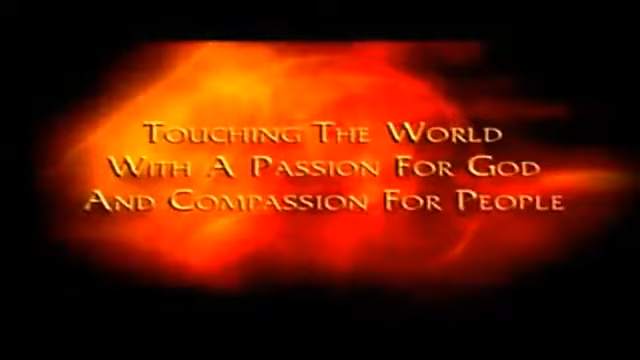 Touching The World
With A Passion For God
And Compassion For People